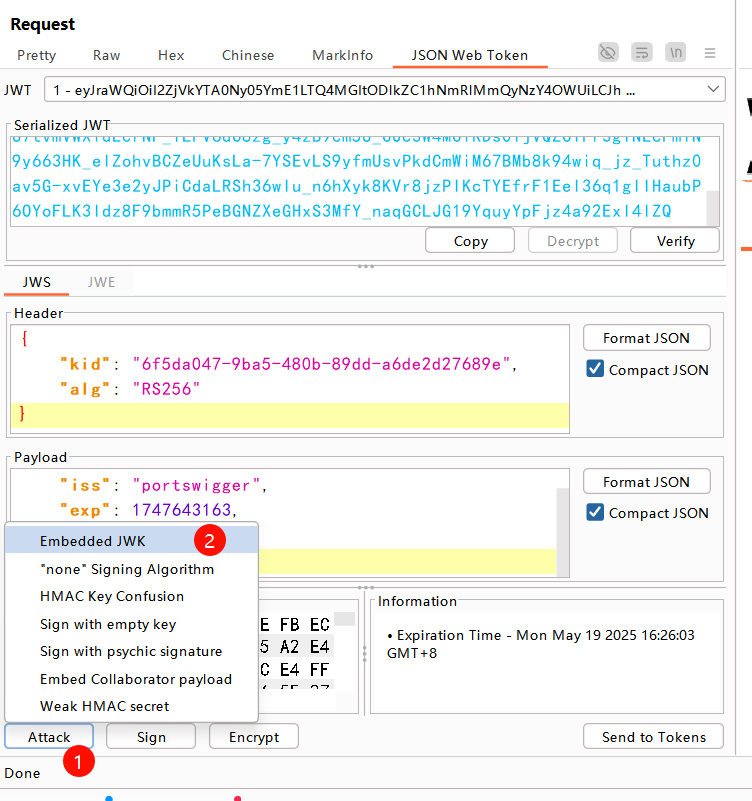 Request
Pretty Raw Hex Chinese MarkInfo JSON Web Token \n
JWT 1 - eyJraWQiOiI2ZjVkYTA0Ny05YmE1LTQ4MGItODlkZC1hNmRlMmQyNzY4OWUiLCJh ...
Serialized JWT
9y663HK_elZohvBCZeUuKsLa-7YSEvLS9yfmUsvPkdCmWiM67BMb8k94wiq_jz_Tuthz0
av5G-xvEYe3e2yJPiCdaLRSh36wlu_n6hXyk8KVr8jzPlKcTYEfrF1EeI36q1gllHaubP
6OYoFLK3ldz8F9bmmR5PeBGNZXeGHxS3MfY_naqGCLJG19YquyYpFjz4a92Exl4lZQ
Copy Decrypt Verify
JWS JWE
Header
{
"kid": "6f5da047-9ba5-480b-89dd-a6de2d27689e",
"alg": "RS256"
}
Format JSON
Compact JSON
Payload
"iss": "portswigger",
"exp": 1747643163,
Format JSON
Compact JSON
Embedded JWK 2
"none" Signing Algorithm
HMAC Key Confusion
Sign with empty key
Sign with psychic signature
Embed Collaborator payload
Weak HMAC secret
E FB EC
5 A2 E4
C E4 FF
Information
• Expiration Time - Mon May 19 2025 16:26:03
GMT+8
Attack Sign Encrypt Send to Tokens
1
Done